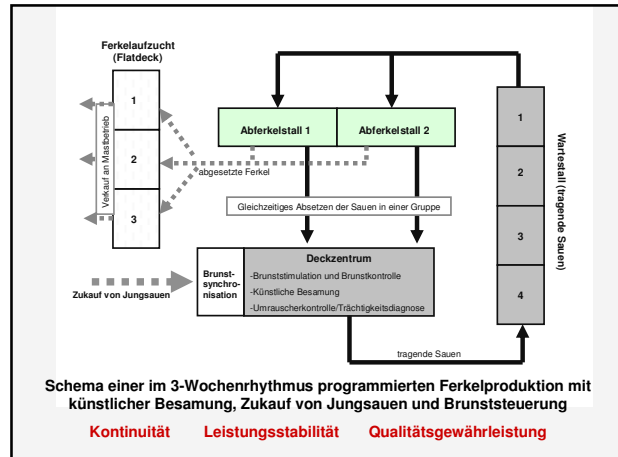 Ferkelaufzucht
(Flatdeck)
1
2
3
Verkauf an Mastbetrieb
abgesetzte Ferkel
Abferkelstall 1
Abferkelstall 2
Gleichzeitiges Absetzen der Sauen in einer Gruppe
1
2
3
4
Wartestall (tragende Sauen)
Zukauf von Jungsauen
Brunst-
synchro-
nisation
Deckzentrum
-Brunststimulation und Brunstkontrolle
-Künstliche Besamung
-Umrauscherkontrolle/Trächtigkeitsdiagnose
tragende Sauen
Schema einer im 3-Wochenrhythmus programmierten Ferkelproduktion mit
künstlicher Besamung, Zukauf von Jungsauen und Brunststeuerung
Kontinuität Leistungsstabilität Qualitätsgewährleistung